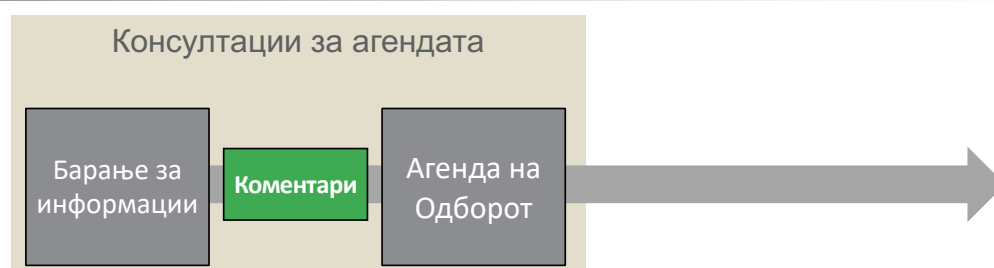 Консултации за агендата
Барање за
информации
Коментари
Агенда на
Одборот